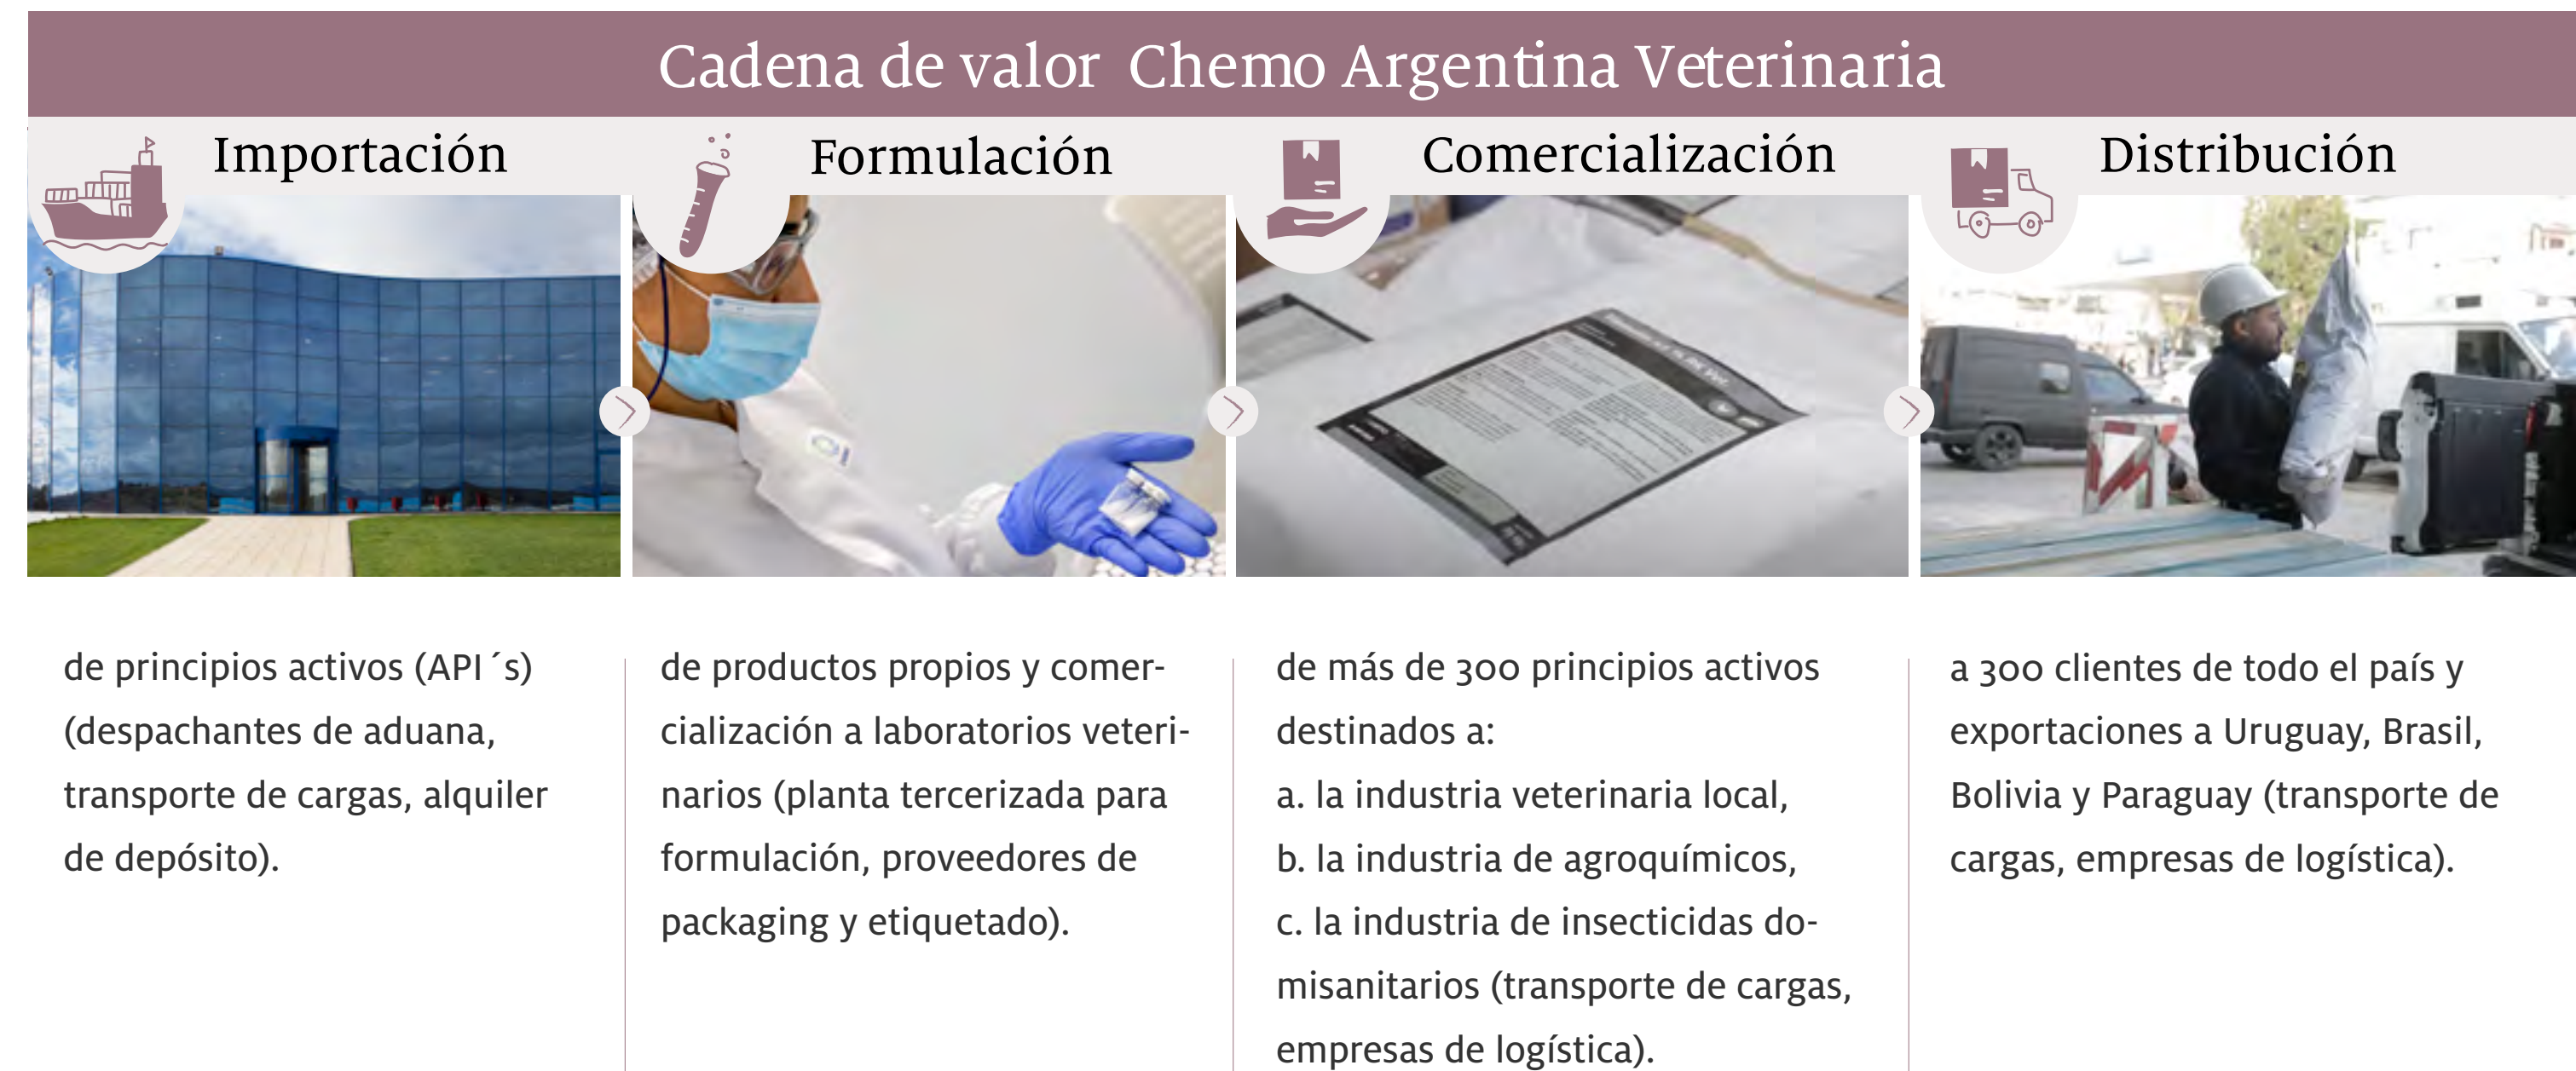 Cadena de valor Chemo Argentina Veterinaria
Importación
Formulación
Comercialización
Distribución
de principios activos (API´s)
(despachantes de aduana,
transporte de cargas, alquiler
de depósito).
de productos propios y comer-
cialización a laboratorios veteri-
narios (planta tercerizada para
formulación, proveedores de
packaging y etiquetado).
de más de 300 principios activos
destinados a:
a. la industria veterinaria local,
b. la industria de agroquímicos,
c. la industria de insecticidas do-
misanitarios (transporte de cargas,
empresas de logística).
a 300 clientes de todo el país y
exportaciones a Uruguay, Brasil,
Bolivia y Paraguay (transporte de
cargas, empresas de logística).